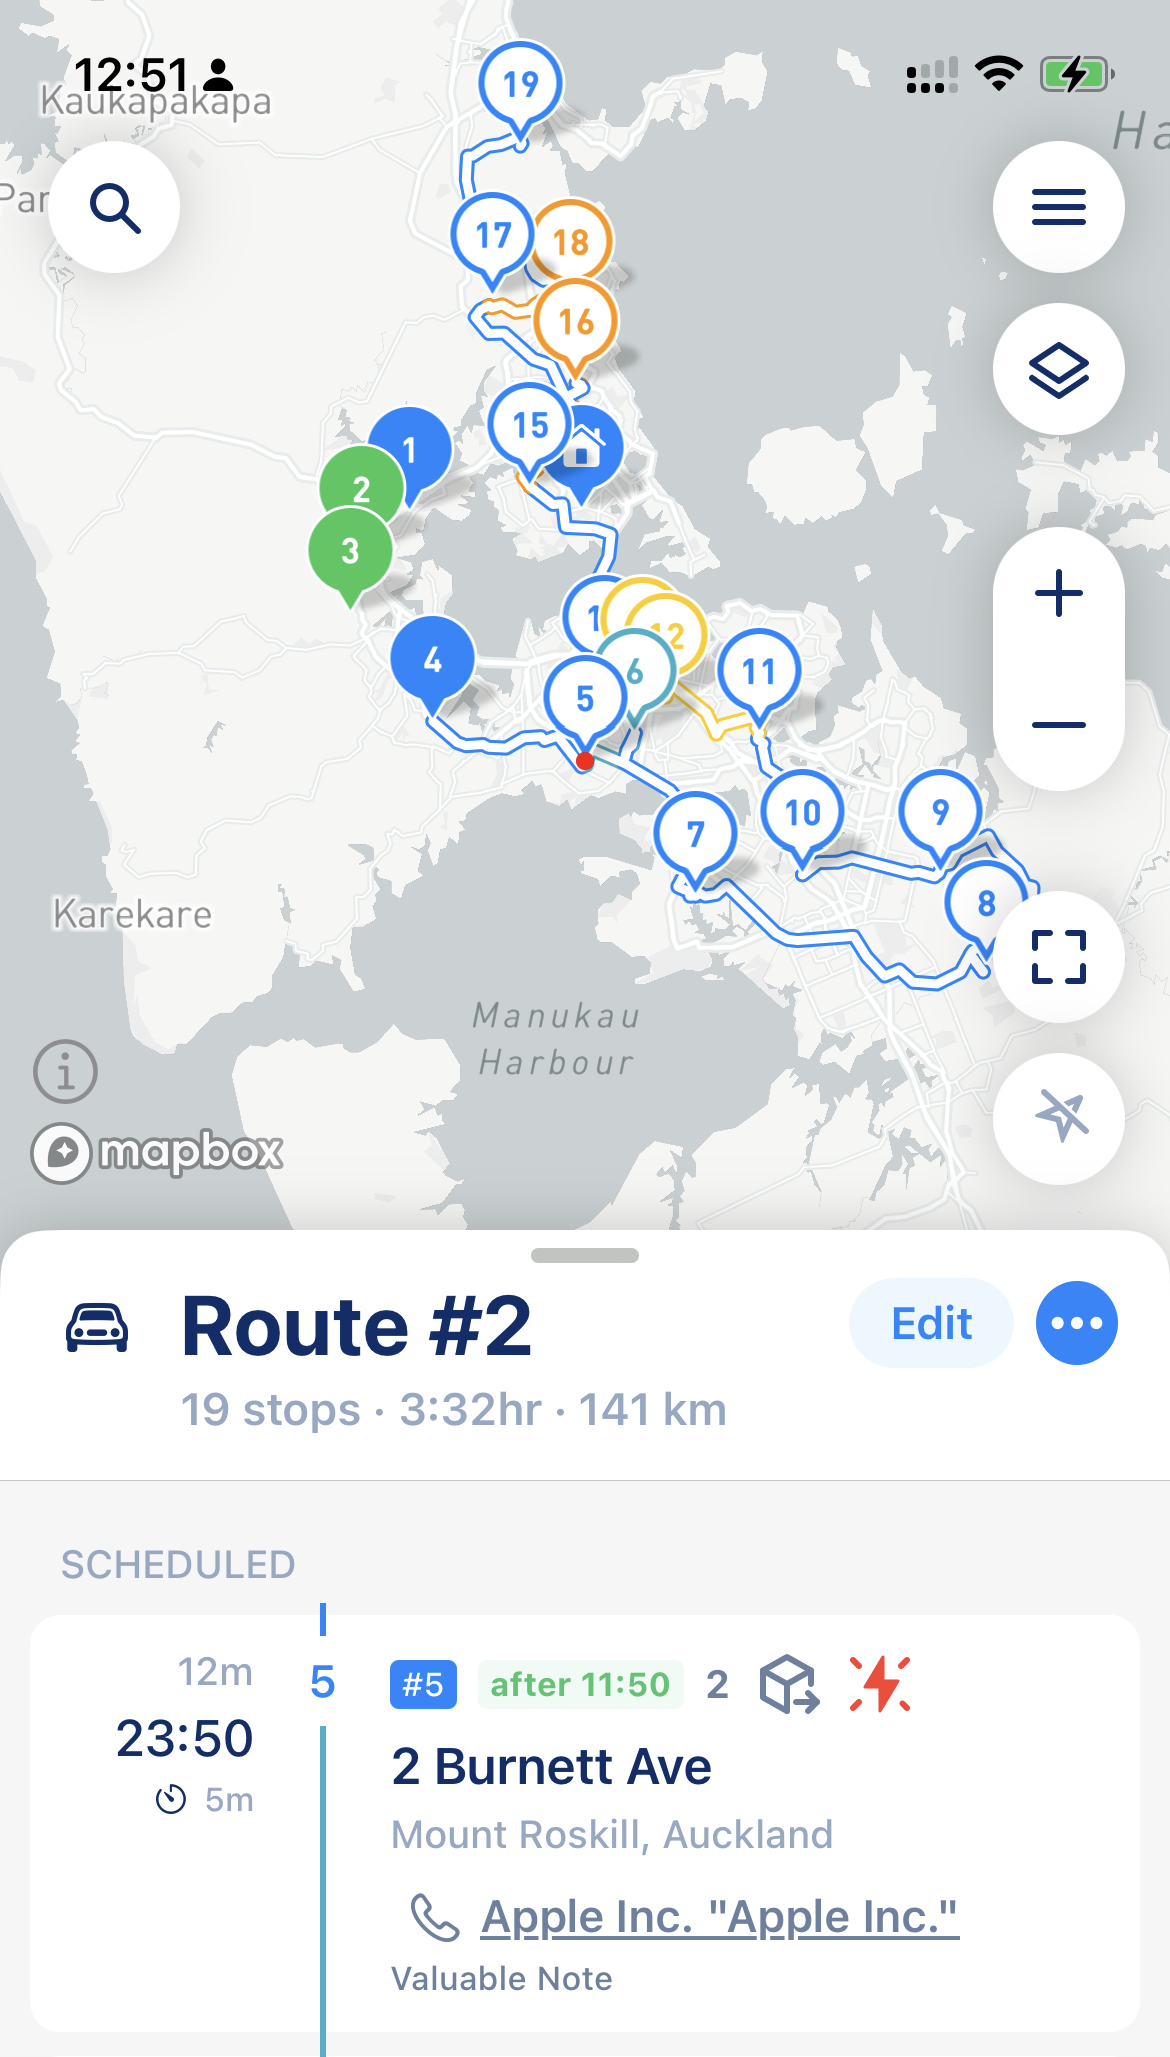 12:51
Kaukapakapa
Par
Ha
19
17
18
16
15
1
2
3
4
1
12
6
5
11
7
10
9
8
Karekare
Manukau
Harbour
mapbox
Route #2
Edit
19 stops · 3:32hr · 141 km
SCHEDULED
12m
5
#5 after 11:50 2
23:50
2 Burnett Ave
5m
Mount Roskill, Auckland
Apple Inc. "Apple Inc."
Valuable Note